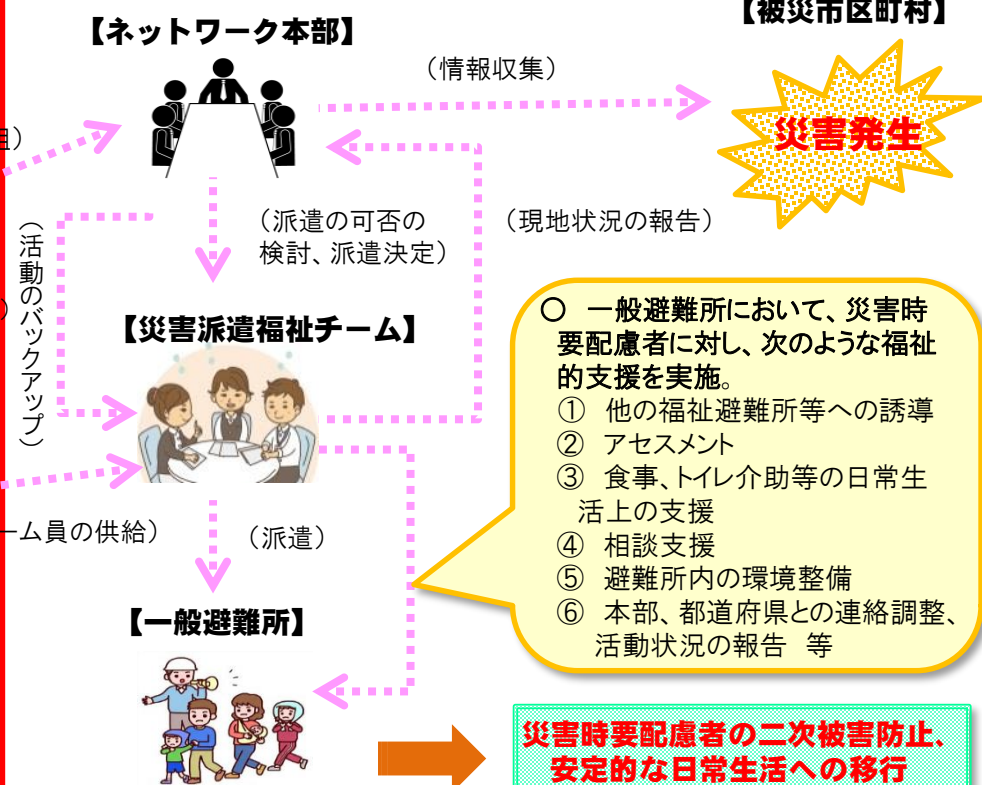 【被災市区町村】
【ネットワーク本部】
（情報収集）
災害発生
（派遣の可否の
検討、派遣決定）
（現地状況の報告）
（活動のバックアップ）
【災害派遣福祉チーム】
○　一般避難所において、災害時
要配慮者に対し、次のような福祉
的支援を実施。
①　他の福祉避難所等への誘導
②　アセスメント
③　食事、トイレ介助等の日常生
活上の支援
④　相談支援
⑤　避難所内の環境整備
⑥　本部、都道府県との連絡調整、
活動状況の報告　等
ーム員の供給）
（派遣）
【一般避難所】
災害時要配慮者の二次被害防止、
安定的な日常生活への移行